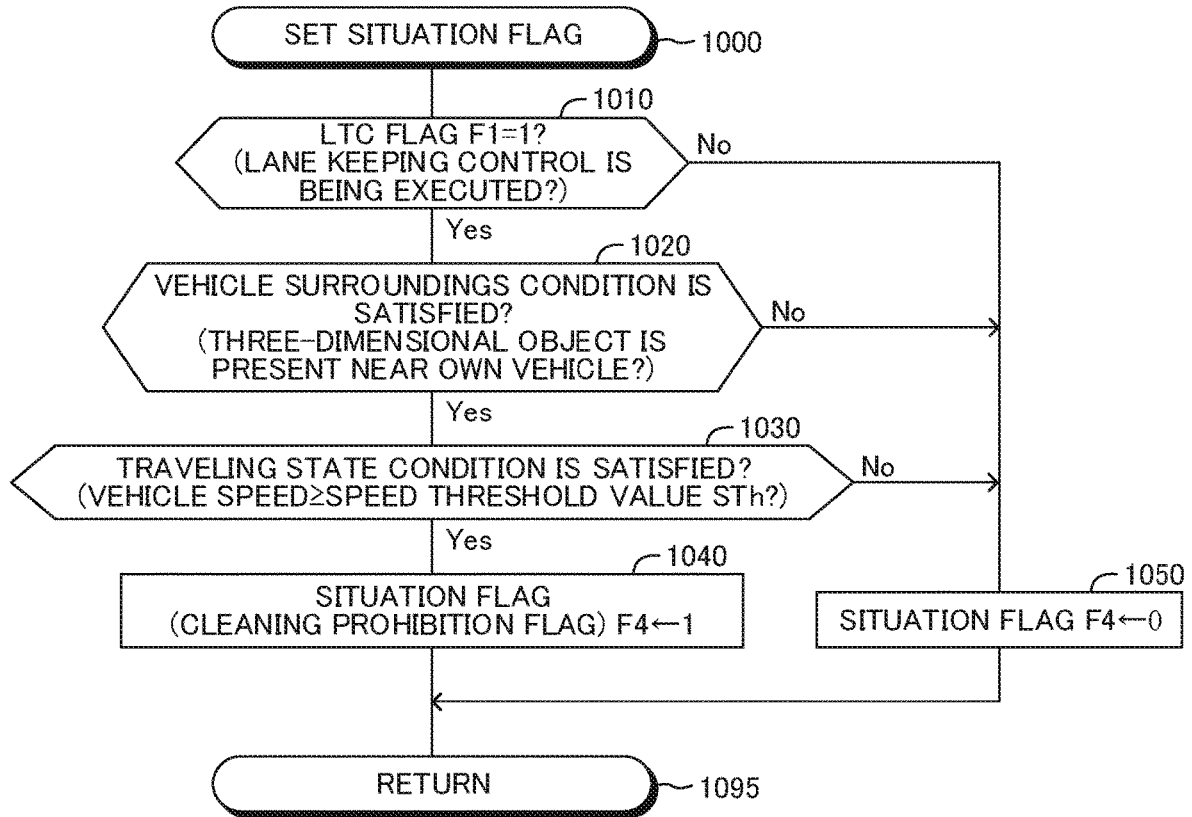 SET SITUATION FLAG
1000
1010
LTC FLAG F1=1?
(LANE KEEPING CONTROL IS
BEING EXECUTED?)
No
Yes
1020
VEHICLE SURROUNDINGS CONDITION IS
SATISFIED?
(THREE-DIMENSIONAL OBJECT IS
PRESENT NEAR OWN VEHICLE?)
No
Yes
1030
TRAVELING STATE CONDITION IS SATISFIED?
(VEHICLE SPEED≥SPEED THRESHOLD VALUE STh?)
No
Yes
1040
SITUATION FLAG
(CLEANING PROHIBITION FLAG) F4←1
1050
SITUATION FLAG F4←0
RETURN
1095